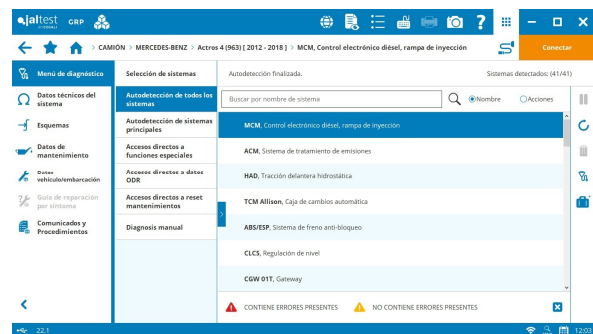 jaltest GRP
CAMIÓN > MERCEDES-BENZ > Actros 4 (963) [ 2012 - 2018 ] > MCM, Control electrónico diésel, rampa de inyección
Conectar
Menú de diagnóstico
Datos técnicos del sistema
Esquemas
Datos de mantenimiento
Datos vehículo/embarcación
Guía de reparación por síntoma
Comunicados y Procedimientos
Selección de sistemas
Autodetección de todos los sistemas
Autodetección de sistemas principales
Accesos directos a funciones especiales
Accesos directos a datos ODR
Accesos directos a reset mantenimientos
Diagnosis manual
Autodetección finalizada.
Sistemas detectados: (41/41)
Buscar por nombre de sistema
Nombre
Acciones
MCM, Control electrónico diésel, rampa de inyección
ACM, Sistema de tratamiento de emisiones
HAD, Tracción delantera hidrostática
TCM Allison, Caja de cambios automática
ABS/ESP, Sistema de freno anti-bloqueo
CLCS, Regulación de nivel
CGW 01T, Gateway
CONTIENE ERRORES PRESENTES
NO CONTIENE ERRORES PRESENTES
22.1
12:03